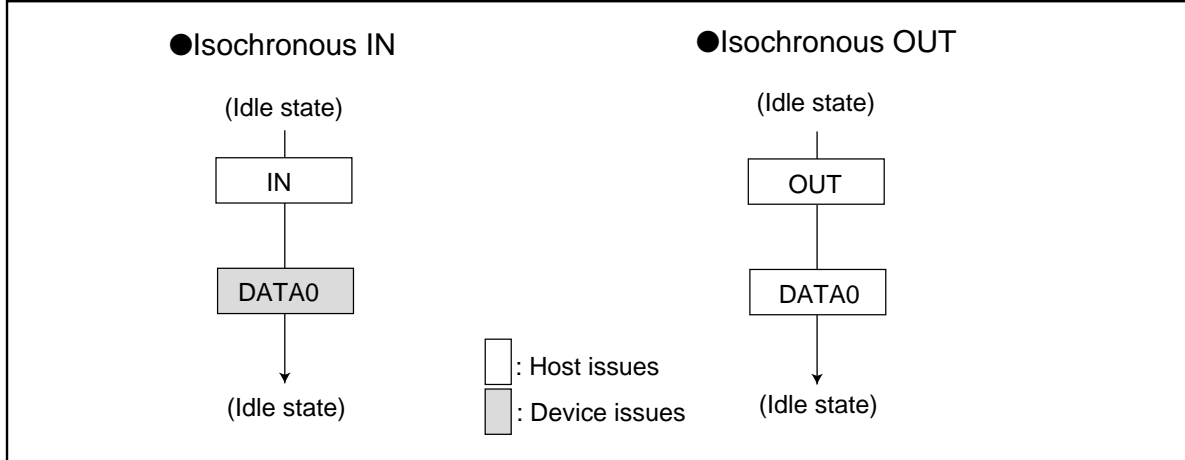 ●Isochronous IN
(Idle state)
IN
DATA0
(Idle state)
●Isochronous OUT
(Idle state)
OUT
DATA0
(Idle state)
: Host issues
: Device issues